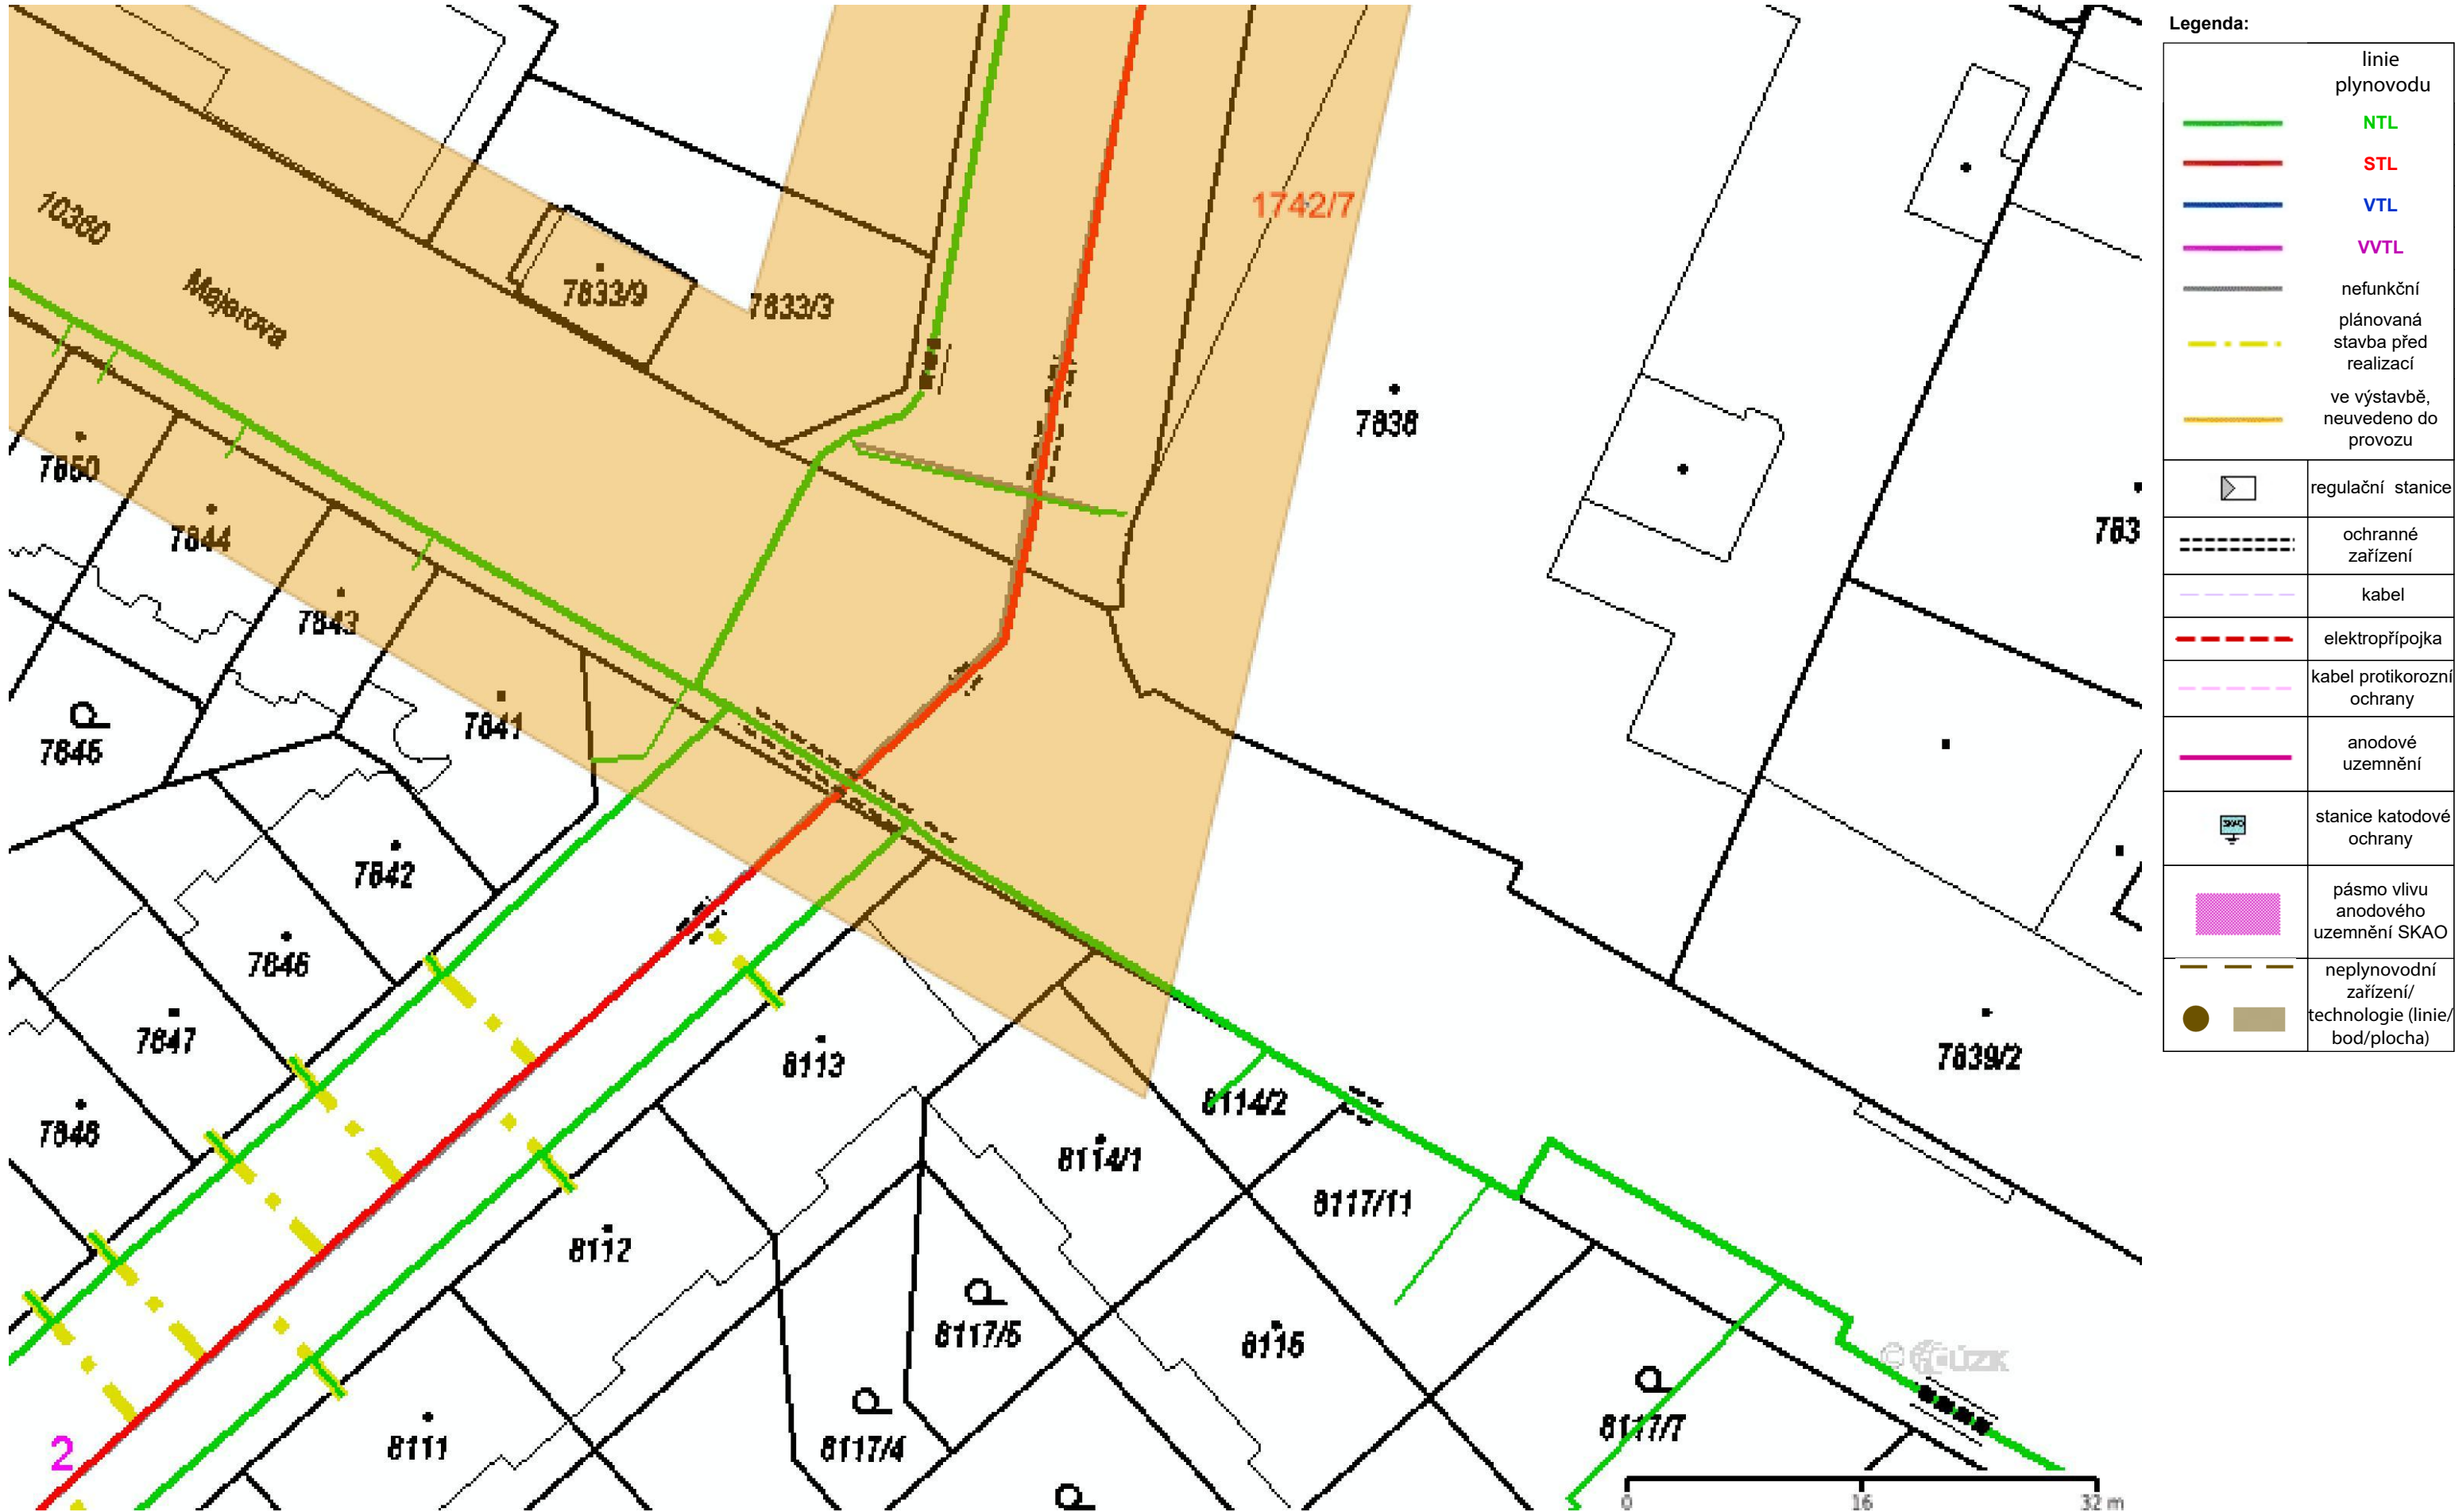 Legenda:
linie
plynovodu
NTL
STL
VTL
VVTL
nefunkční
plánovaná
stavba před
realizací
ve výstavbě,
neuvedeno do
provozu
regulační stanice
ochranné
zařízení
kabel
elektropřípojka
kabel protikorozní
ochrany
anodové
uzemnění
SKAO
stanice katodové
ochrany
pásmo vlivu
anodového
uzemnění SKAO
neplynovodní
zařízení/
technologie (linie/
bod/plocha)
10360
Majerova
1742/7
7833/9
7833/3
7838
7850
7844
783
7843
7841
7845
7842
7846
7847
8113
7839/2
7848
8114/2
8114/1
8117/11
8112
8117/5
8115
8111
8117/4
8117/7
2
© ČÚZK
0 16 32 m